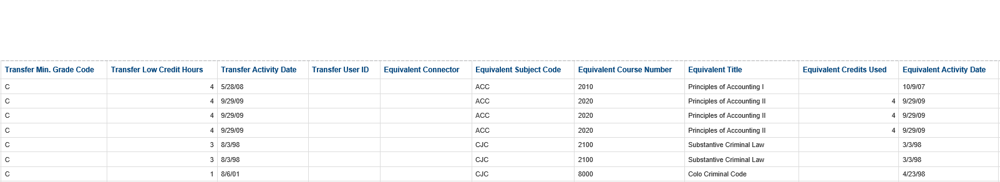 Transfer Min. Grade Code Transfer Low Credit Hours Transfer Activity Date Transfer User ID Equivalent Connector Equivalent Subject Code Equivalent Course Number Equivalent Title Equivalent Credits Used Equivalent Activity Date
C 4 5/28/08 ACC 2010 Principles of Accounting I 10/9/07
C 4 9/29/09 ACC 2020 Principles of Accounting II 4 9/29/09
C 4 9/29/09 ACC 2020 Principles of Accounting II 4 9/29/09
C 4 9/29/09 ACC 2020 Principles of Accounting II 4 9/29/09
C 3 8/3/98 CJC 2100 Substantive Criminal Law 3/3/98
C 3 8/3/98 CJC 2100 Substantive Criminal Law 3/3/98
C 1 8/6/01 CJC 8000 Colo Criminal Code 4/23/98